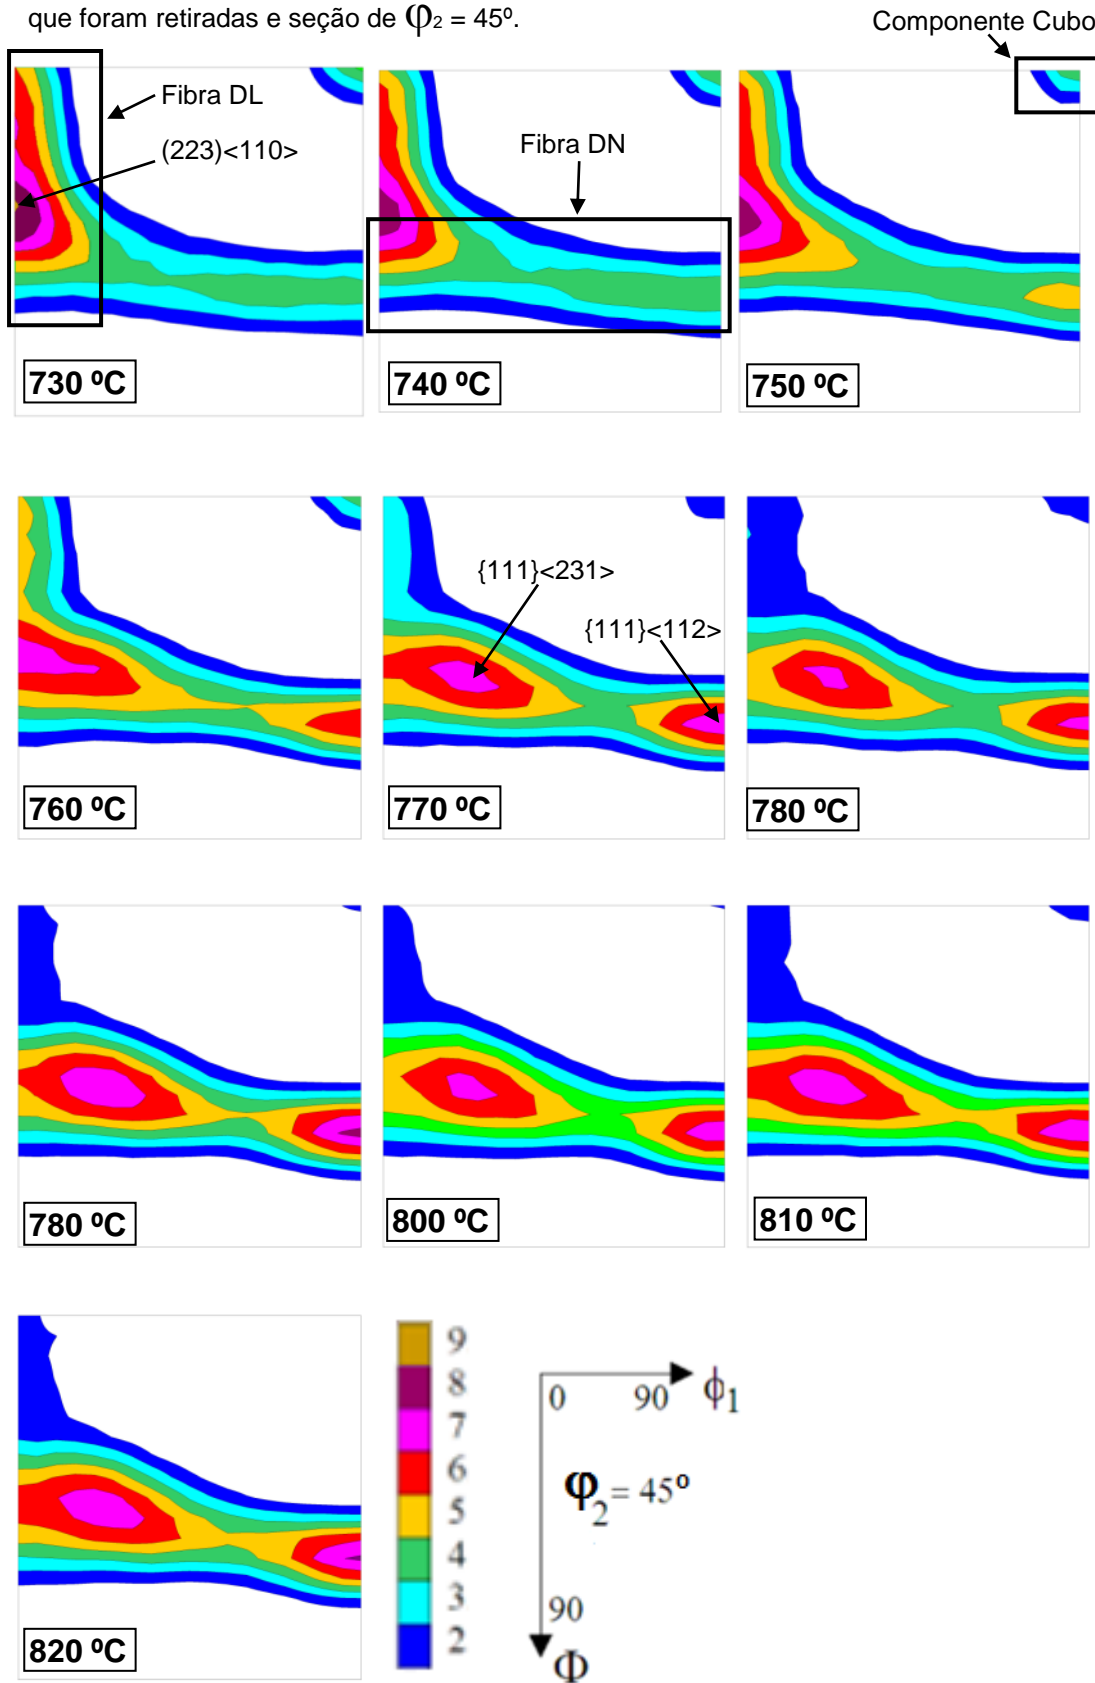 que foram retiradas e seção de φ₂ = 45º.
Componente Cubo
Fibra DL
(223)<110>
Fibra DN
730 ºC
740 ºC
750 ºC
{111}<231>
{111}<112>
760 ºC
770 ºC
780 ºC
780 ºC
800 ºC
810 ºC
9
8
7
6
5
4
3
2
0 90 ϕ₁
φ₂ = 45º
90
Φ
820 ºC